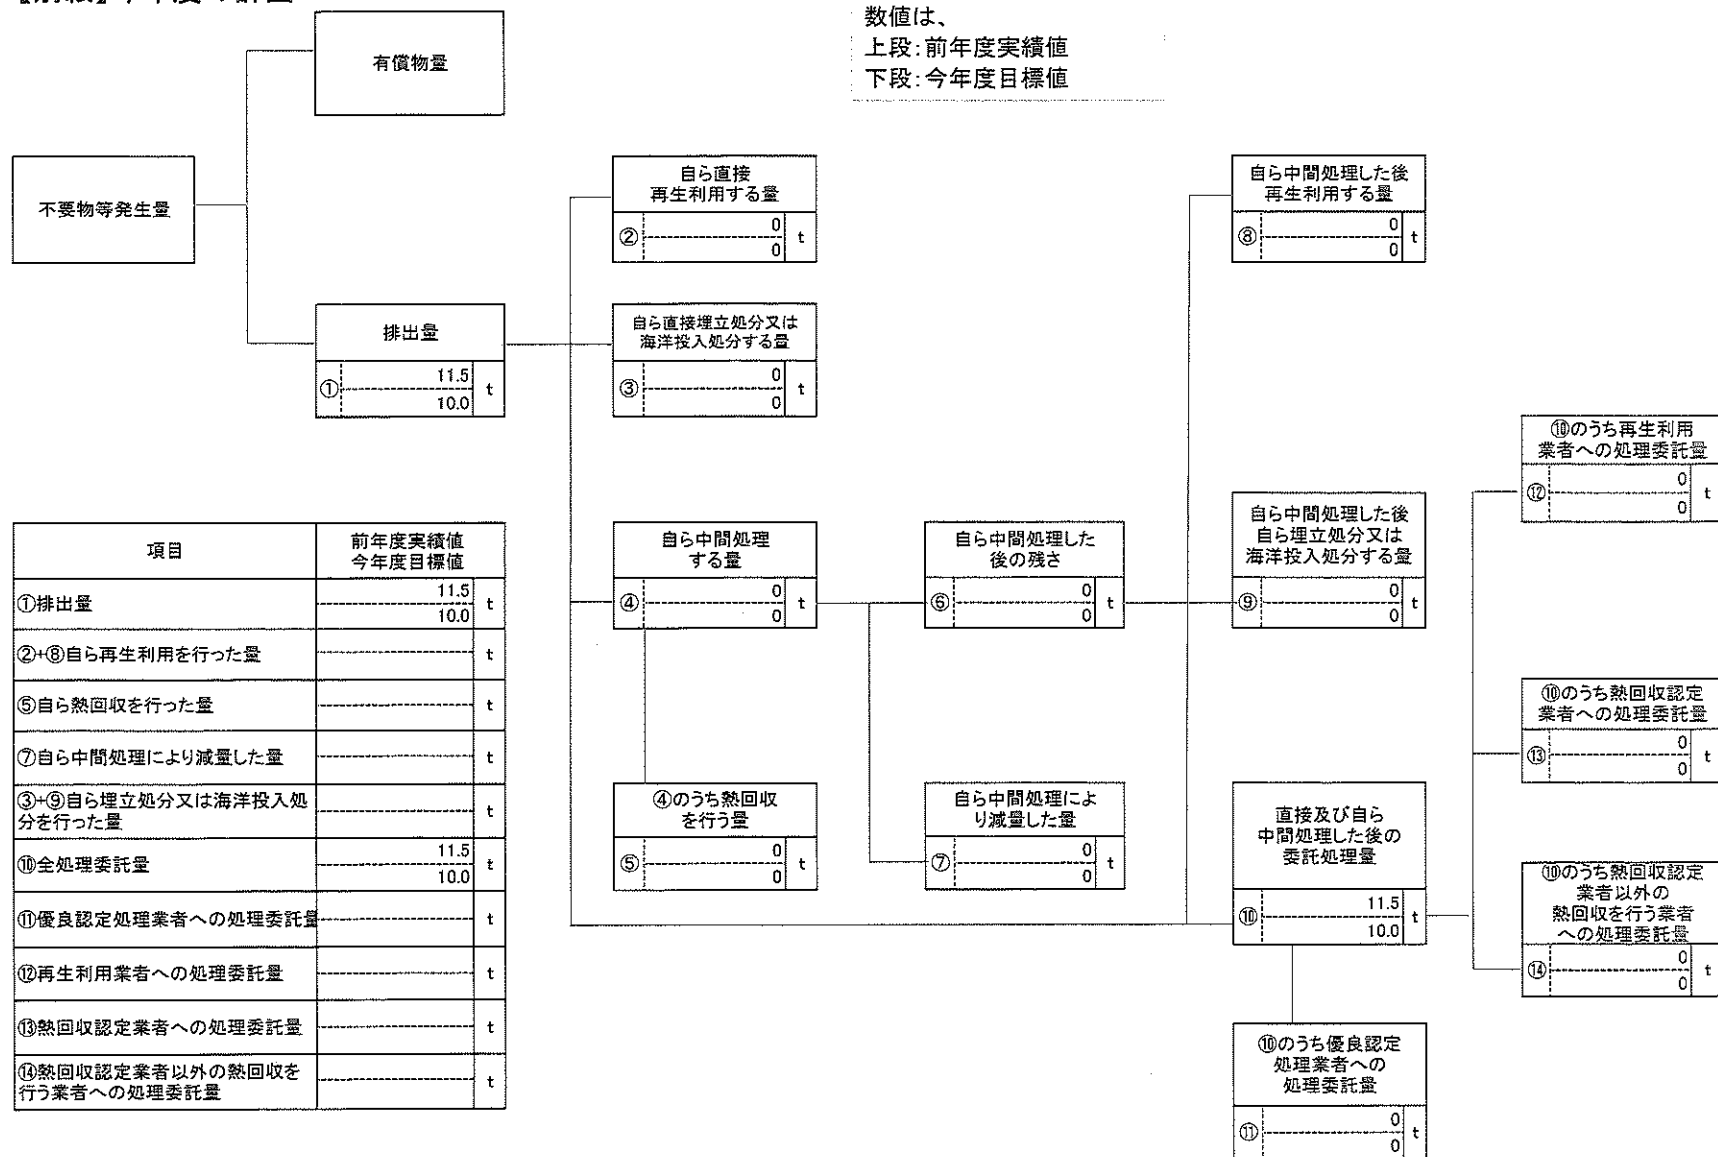 数値は、
上段:前年度実績値
下段:今年度目標値
有償物量
不要物等発生量
排出量
① 11.5 t
10.0
自ら直接
再生利用する量
② 0 t
0
自ら直接埋立処分又は
海洋投入処分する量
③ 0 t
0
自ら中間処理
する量
④ 0 t
0
④のうち熱回収
を行う量
⑤ 0 t
0
自ら中間処理した
後の残さ
⑥ 0 t
0
自ら中間処理によ
り減量した量
⑦ 0 t
0
自ら中間処理した後
再生利用する量
⑧ 0 t
0
自ら中間処理した後
自ら埋立処分又は
海洋投入処分する量
⑨ 0 t
0
直接及び自ら
中間処理した後の
委託処理量
⑩ 11.5 t
10.0
⑩のうち優良認定
処理業者への
処理委託量
⑪ 0 t
0
⑩のうち再生利用
業者への処理委託量
⑫ 0 t
0
⑩のうち熱回収認定
業者への処理委託量
⑬ 0 t
0
⑩のうち熱回収認定
業者以外の
熱回収を行う業者
への処理委託量
⑭ 0 t
0
項目 前年度実績値
今年度目標値
①排出量 11.5 t
10.0
②+⑧自ら再生利用を行った量 t
⑤自ら熱回収を行った量 t
⑦自ら中間処理により減量した量 t
③+⑨自ら埋立処分又は海洋投入処
分を行った量 t
⑩全処理委託量 11.5 t
10.0
⑪優良認定処理業者への処理委託量 t
⑫再生利用業者への処理委託量 t
⑬熱回収認定業者への処理委託量 t
⑭熱回収認定業者以外の熱回収を
行う業者への処理委託量 t